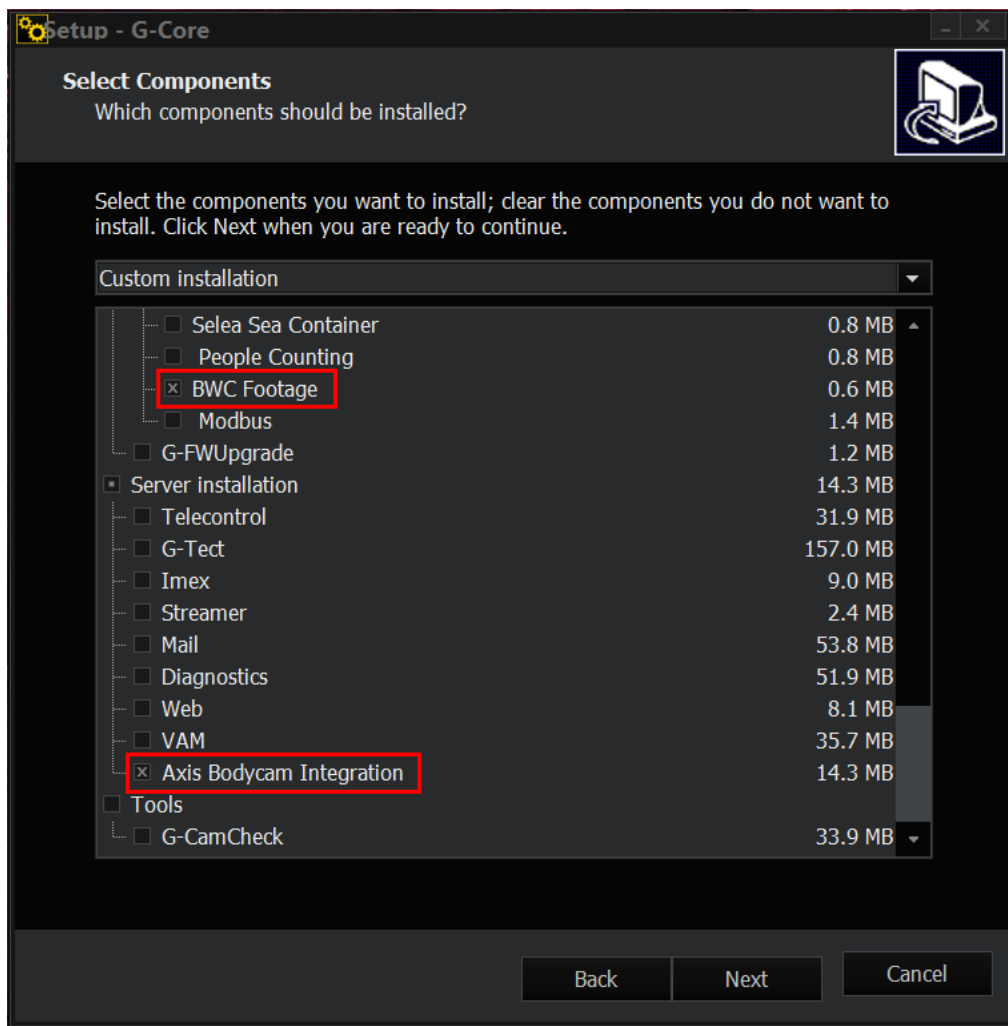 Setup - G-Core
Select Components
Which components should be installed?
Select the components you want to install; clear the components you do not want to
install. Click Next when you are ready to continue.
Custom installation
Selea Sea Container 0.8 MB
People Counting 0.8 MB
BWC Footage 0.6 MB
Modbus 1.4 MB
G-FWUpgrade 1.2 MB
Server installation 14.3 MB
Telecontrol 31.9 MB
G-Tect 157.0 MB
Imex 9.0 MB
Streamer 2.4 MB
Mail 53.8 MB
Diagnostics 51.9 MB
Web 8.1 MB
VAM 35.7 MB
Axis Bodycam Integration 14.3 MB
Tools
G-CamCheck 33.9 MB
Back Next Cancel